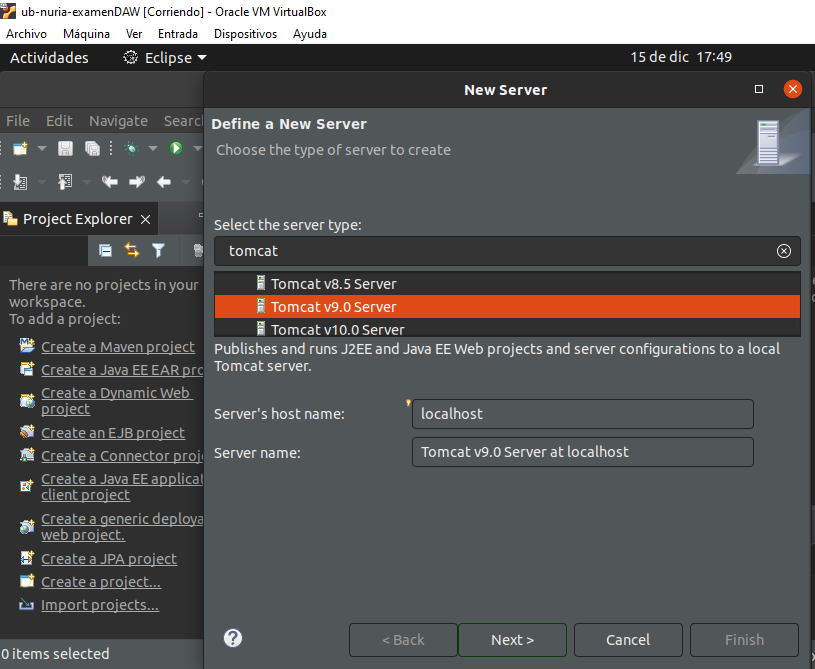 ub-nuria-examenDAW [Corriendo] - Oracle VM VirtualBox
Archivo Máquina Ver Entrada Dispositivos Ayuda
Actividades Eclipse 15 de dic 17:49
New Server
File Edit Navigate Searc
Define a New Server
Choose the type of server to create
Project Explorer
Select the server type:
tomcat
There are no projects in your
workspace.
To add a project:
Create a Maven project
Create a Java EE EAR pro
Create a Dynamic Web
project
Create an EJB project
Create a Connector proj
Create a Java EE applicat
client project
Create a generic deploya
web project.
Create a JPA project
Create a project...
Import projects...
Tomcat v8.5 Server
Tomcat v9.0 Server
Tomcat v10.0 Server
Publishes and runs J2EE and Java EE Web projects and server configurations to a local
Tomcat server.
Server's host name: localhost
Server name: Tomcat v9.0 Server at localhost
? < Back Next > Cancel Finish
0 items selected